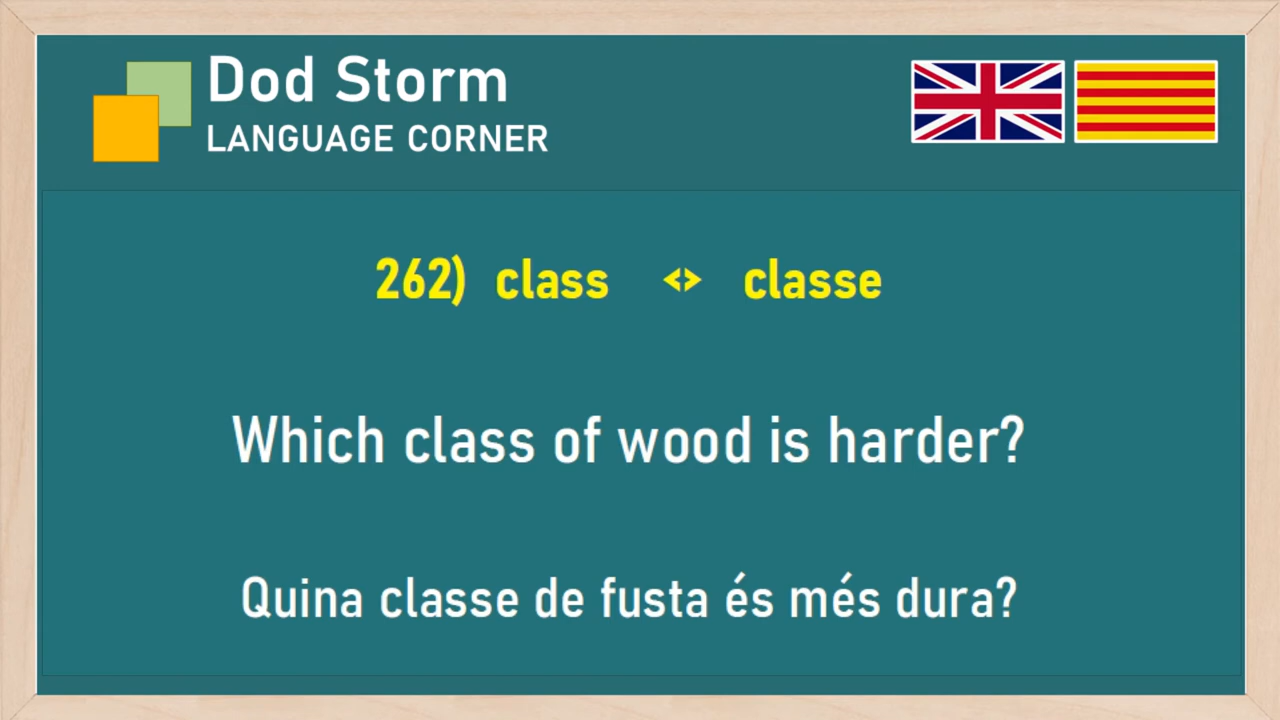 Dod Storm
LANGUAGE CORNER
262) class <> classe
Which class of wood is harder?
Quina classe de fusta és més dura?